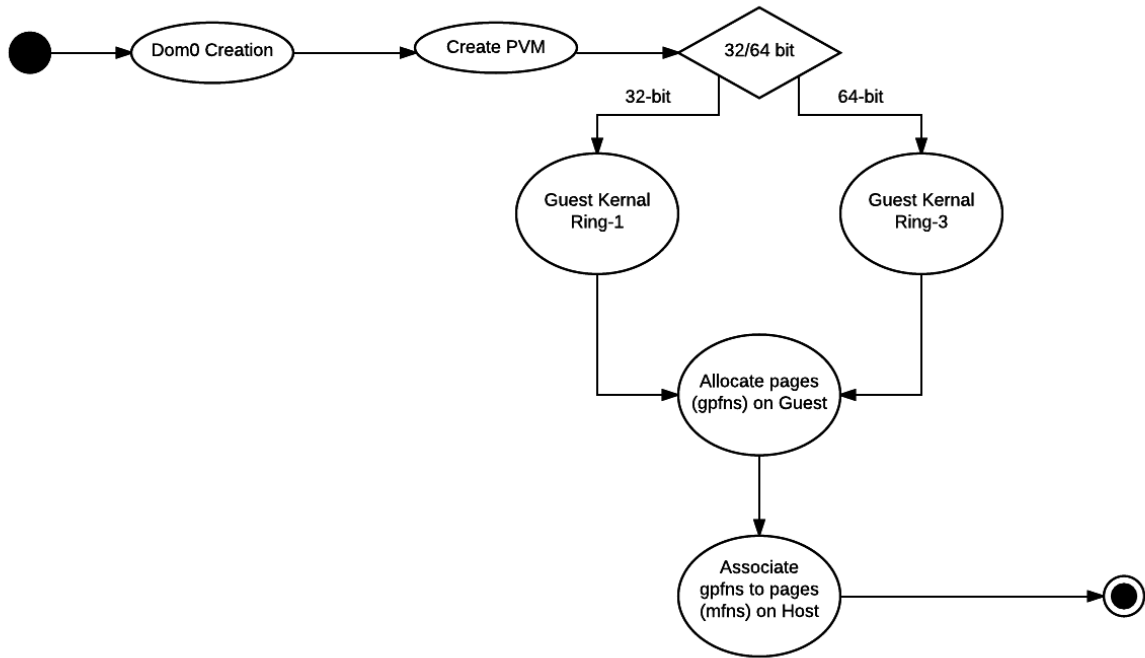 Dom0 Creation
Create PVM
32/64 bit
32-bit
64-bit
Guest Kernal
Ring-1
Guest Kernal
Ring-3
Allocate pages
(gpfns) on Guest
Associate
gpfns to pages
(mfns) on Host